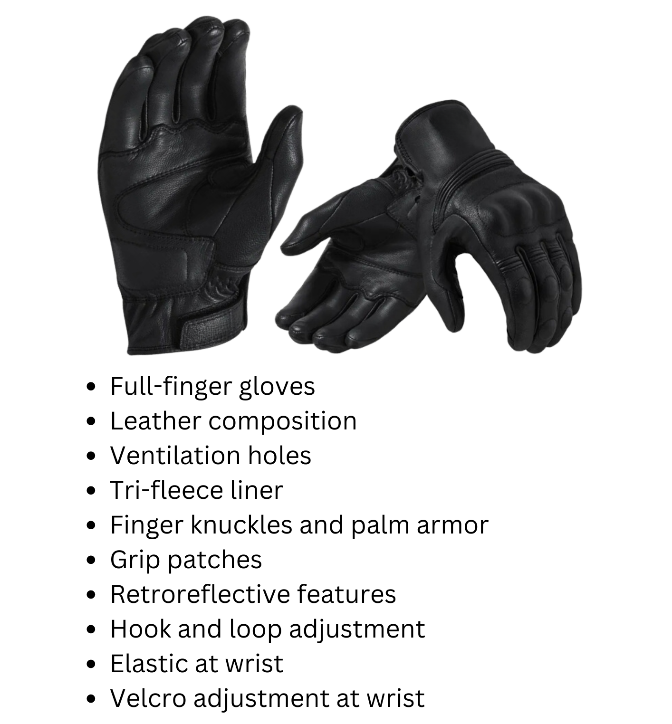 • Full-finger gloves
• Leather composition
• Ventilation holes
• Tri-fleece liner
• Finger knuckles and palm armor
• Grip patches
• Retroreflective features
• Hook and loop adjustment
• Elastic at wrist
• Velcro adjustment at wrist